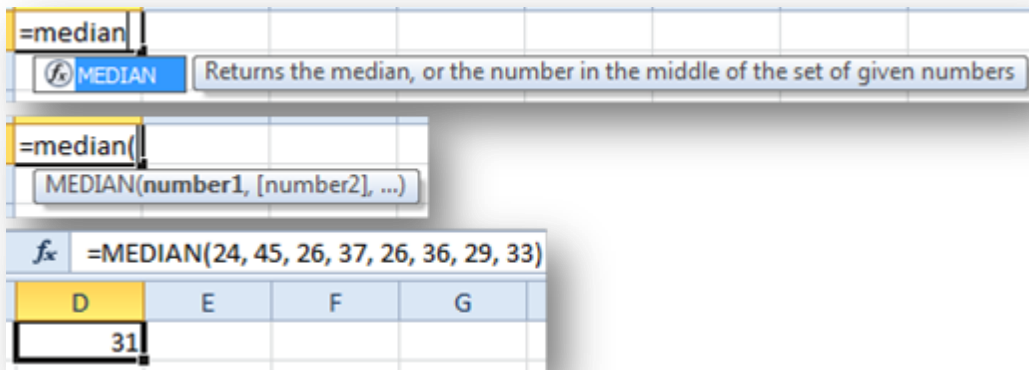 =median
fx MEDIAN Returns the median, or the number in the middle of the set of given numbers
=median(
MEDIAN(number1, [number2], ...)
fx =MEDIAN(24, 45, 26, 37, 26, 36, 29, 33)
D E F G
31